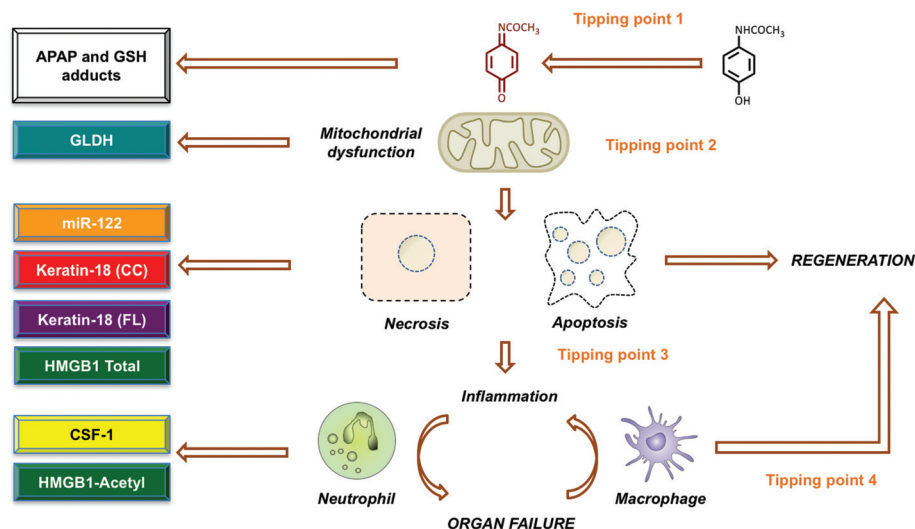 Tipping point 1
NCOCH3
NHCOCH3
APAP and GSH
adducts
O
OH
GLDH
Mitochondrial
dysfunction
Tipping point 2
miR-122
Keratin-18 (CC)
REGENERATION
Keratin-18 (FL)
Necrosis
Apoptosis
HMGB1 Total
Tipping point 3
Inflammation
CSF-1
HMGB1-Acetyl
Neutrophil
Macrophage
Tipping point 4
ORGAN FAILURE